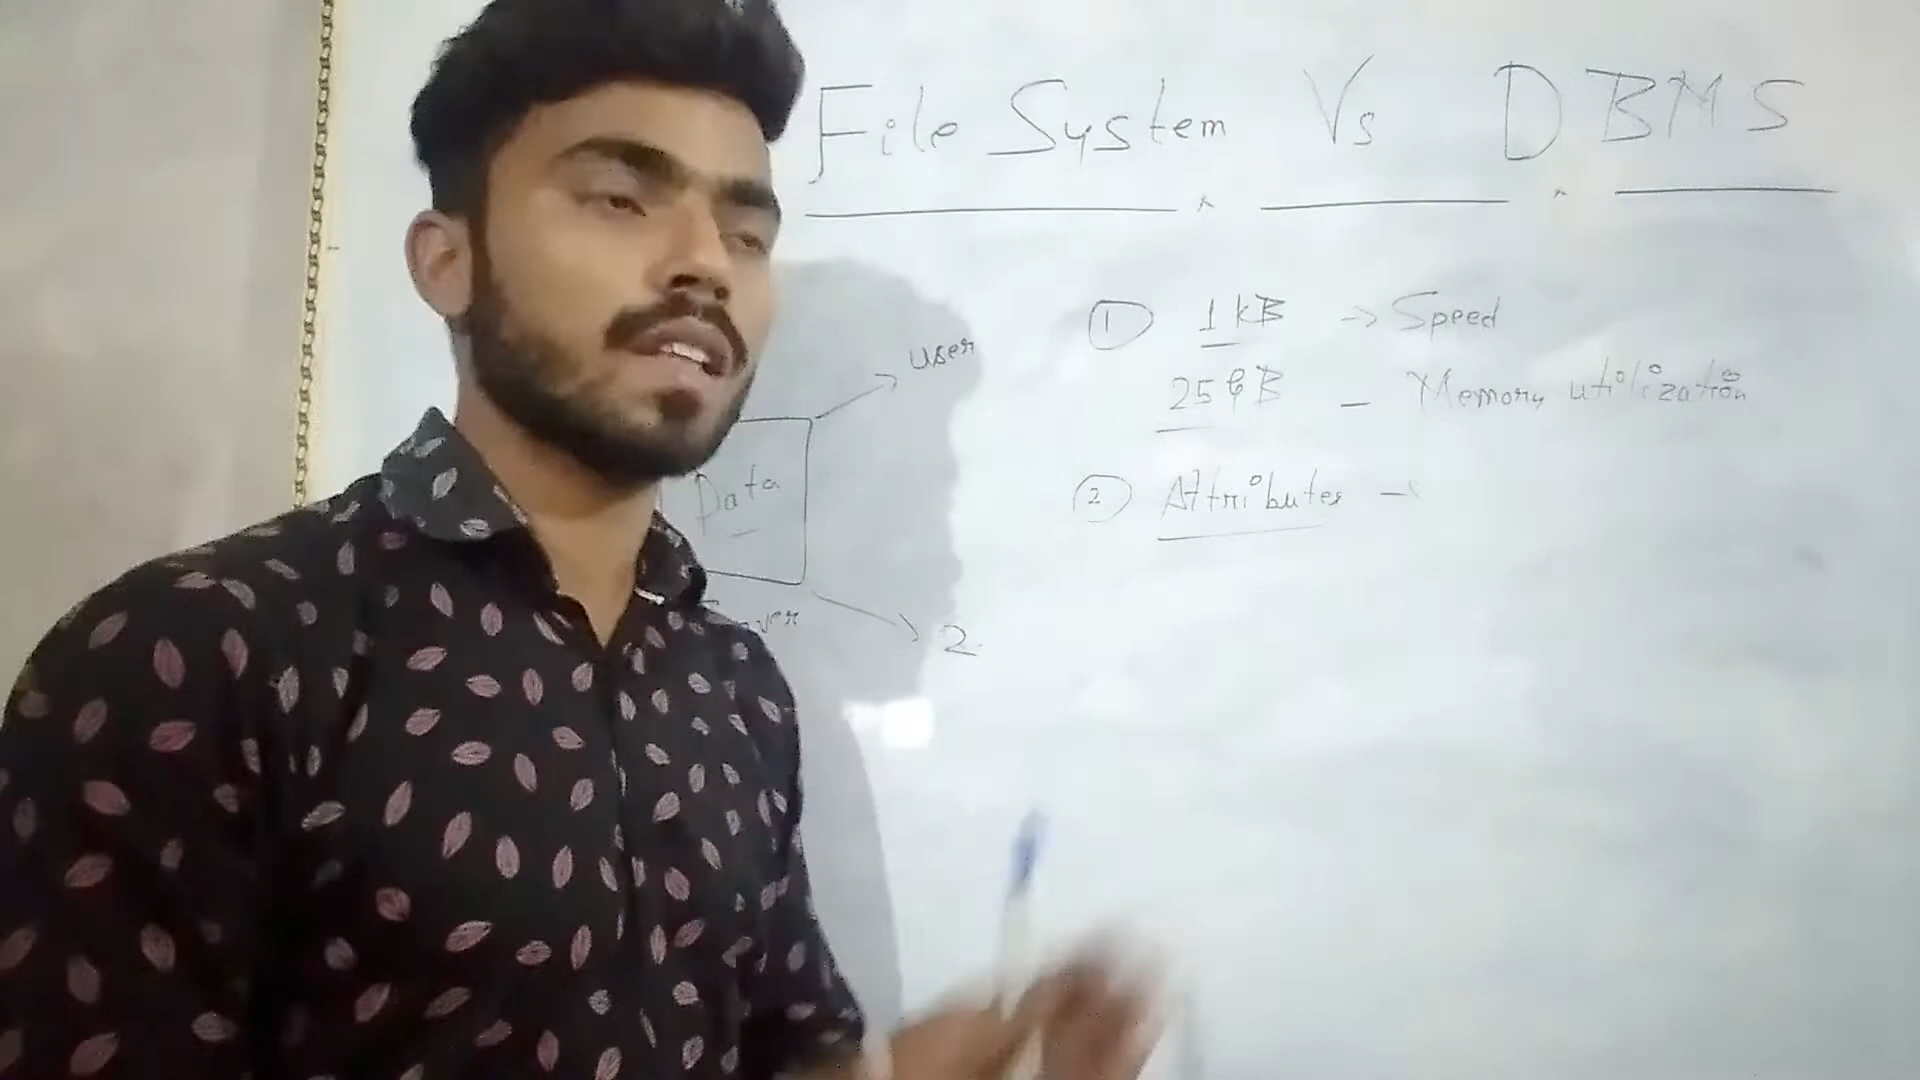 File System Vs DBMS
① 1 kB → Speed
user
25 GB - Memory utilization
Data
② Attributes -
2